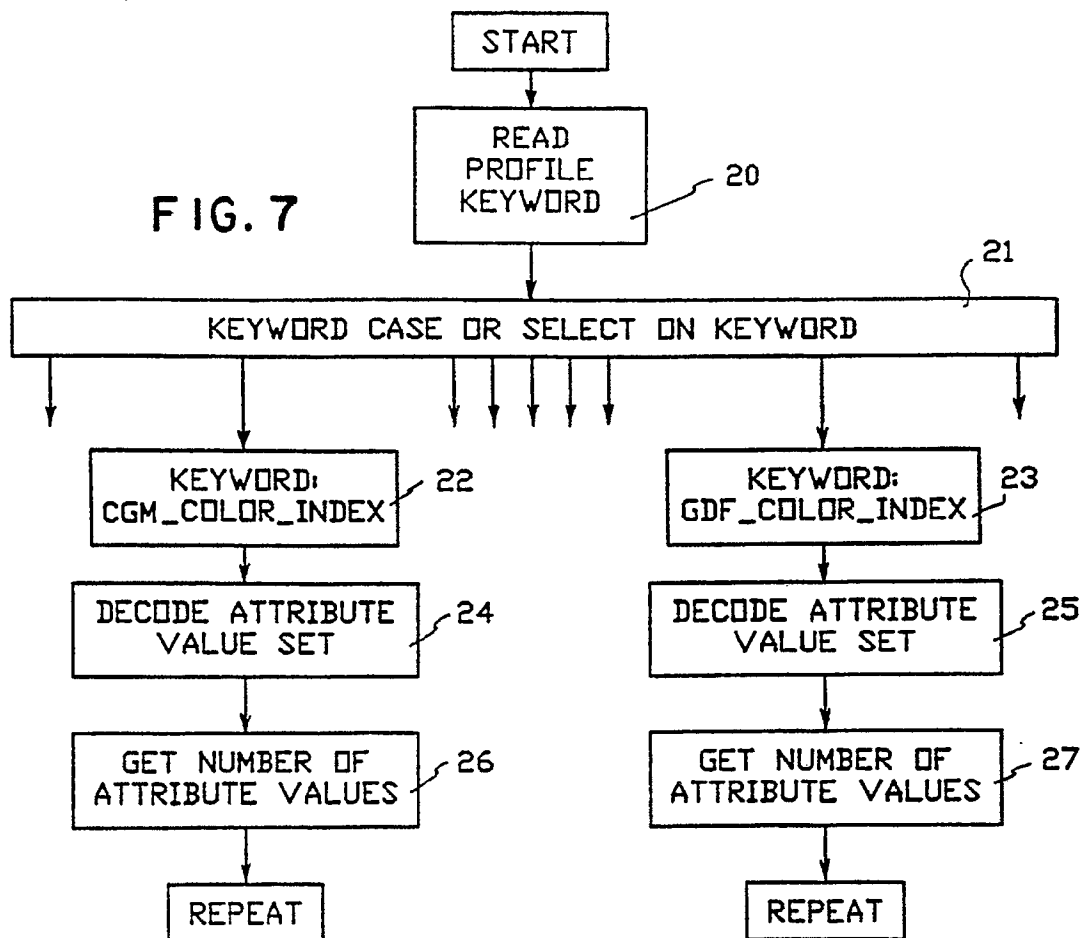 START
READ
PROFILE
KEYWORD
20
FIG. 7
21
KEYWORD CASE OR SELECT ON KEYWORD
KEYWORD:
CGM_COLOR_INDEX
22
KEYWORD:
GDF_COLOR_INDEX
23
DECODE ATTRIBUTE
VALUE SET
24
DECODE ATTRIBUTE
VALUE SET
25
GET NUMBER OF
ATTRIBUTE VALUES
26
GET NUMBER OF
ATTRIBUTE VALUES
27
REPEAT
REPEAT